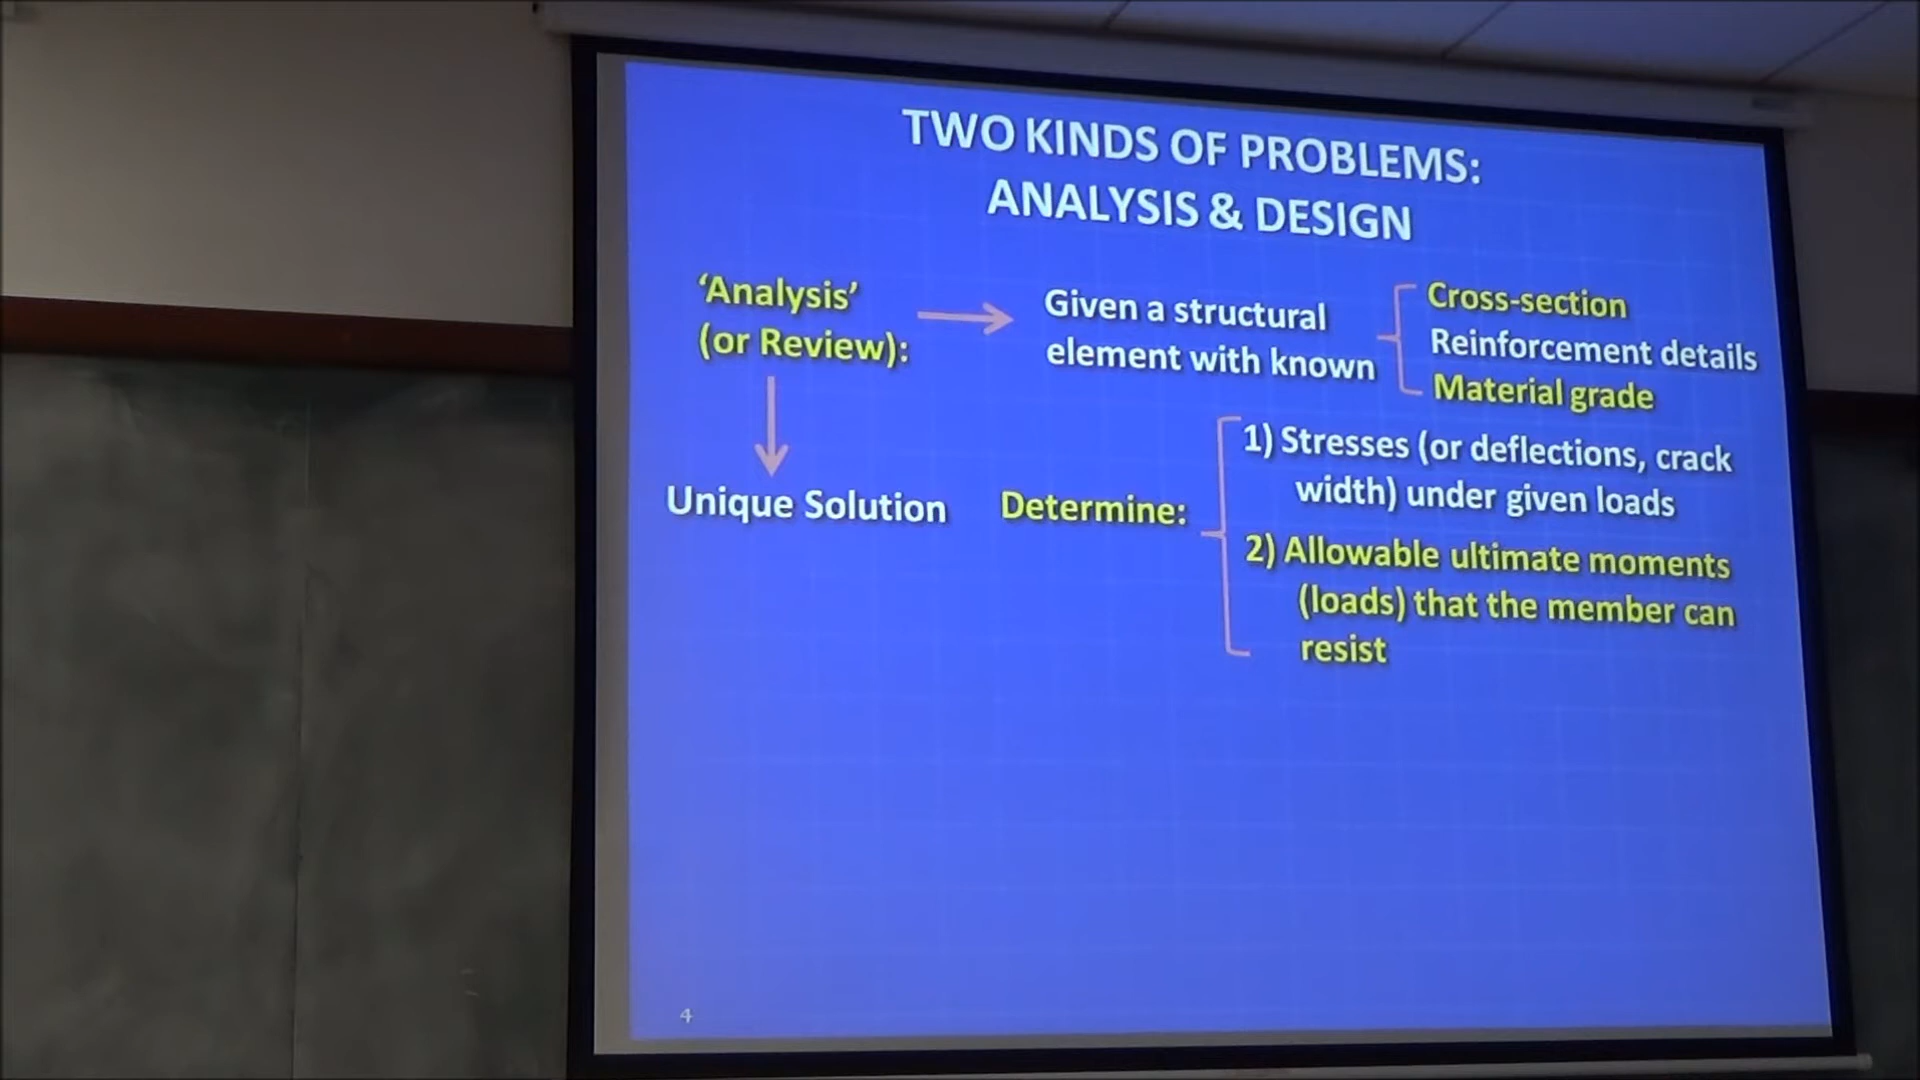 TWO KINDS OF PROBLEMS:
ANALYSIS & DESIGN
‘Analysis’
(or Review):
Given a structural
element with known
Cross-section
Reinforcement details
Material grade
Unique Solution
Determine:
1) Stresses (or deflections, crack
width) under given loads
2) Allowable ultimate moments
(loads) that the member can
resist
4